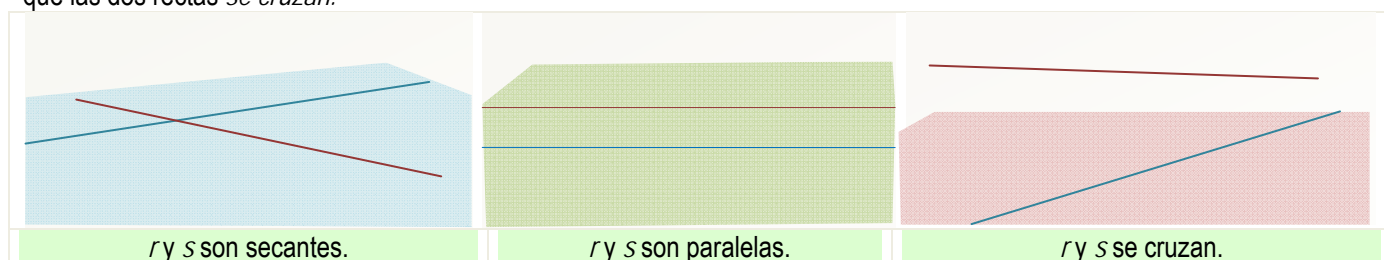 que las dos rectas se cruzan.
r y s son secantes.
r y s son paralelas.
r y s se cruzan.